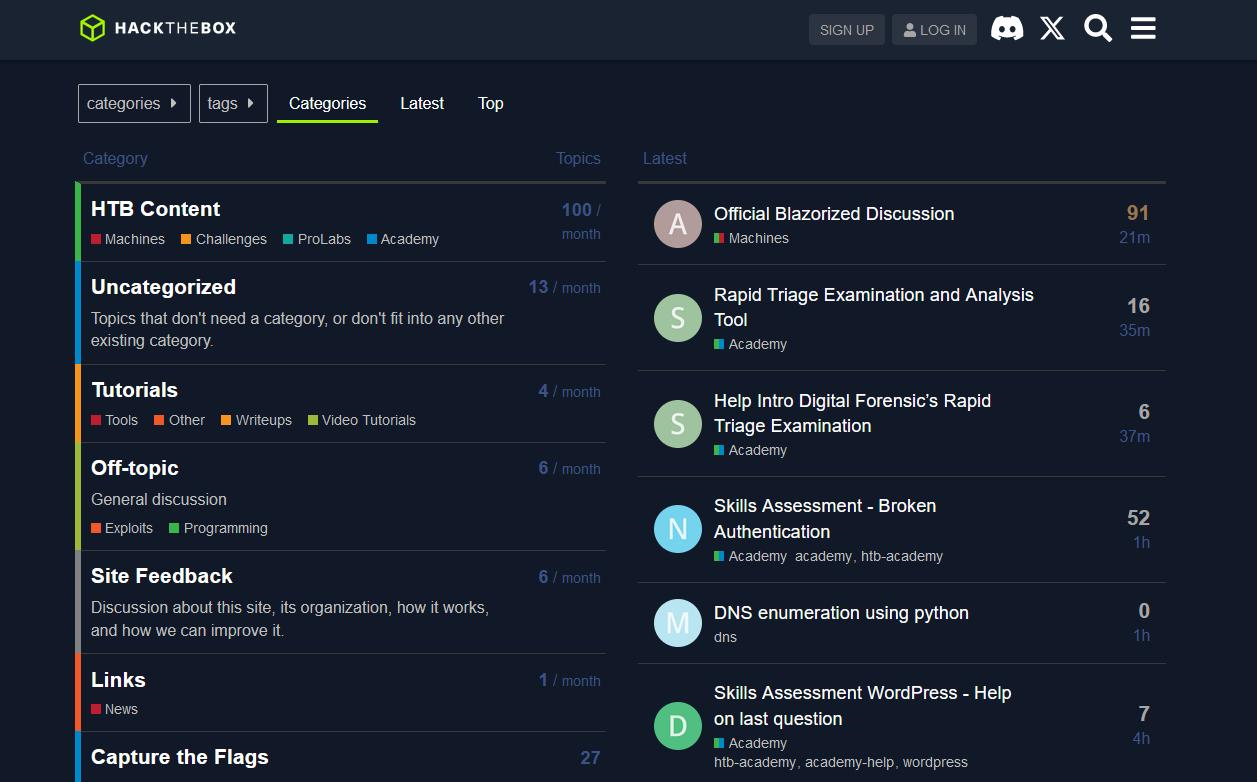 HACKTHEBOX
SIGN UP
LOG IN
categories
tags
Categories
Latest
Top
Category
Topics
HTB Content
100 /
month
Machines
Challenges
ProLabs
Academy
Uncategorized
13 / month
Topics that don't need a category, or don't fit into any other
existing category.
Tutorials
4 / month
Tools
Other
Writeups
Video Tutorials
Off-topic
6 / month
General discussion
Exploits
Programming
Site Feedback
6 / month
Discussion about this site, its organization, how it works,
and how we can improve it.
Links
1 / month
News
Capture the Flags
27
Latest
A
Official Blazorized Discussion
Machines
91
21m
S
Rapid Triage Examination and Analysis
Tool
Academy
16
35m
S
Help Intro Digital Forensic’s Rapid
Triage Examination
Academy
6
37m
N
Skills Assessment - Broken
Authentication
Academy academy, htb-academy
52
1h
M
DNS enumeration using python
dns
0
1h
D
Skills Assessment WordPress - Help
on last question
Academy
htb-academy, academy-help, wordpress
7
4h